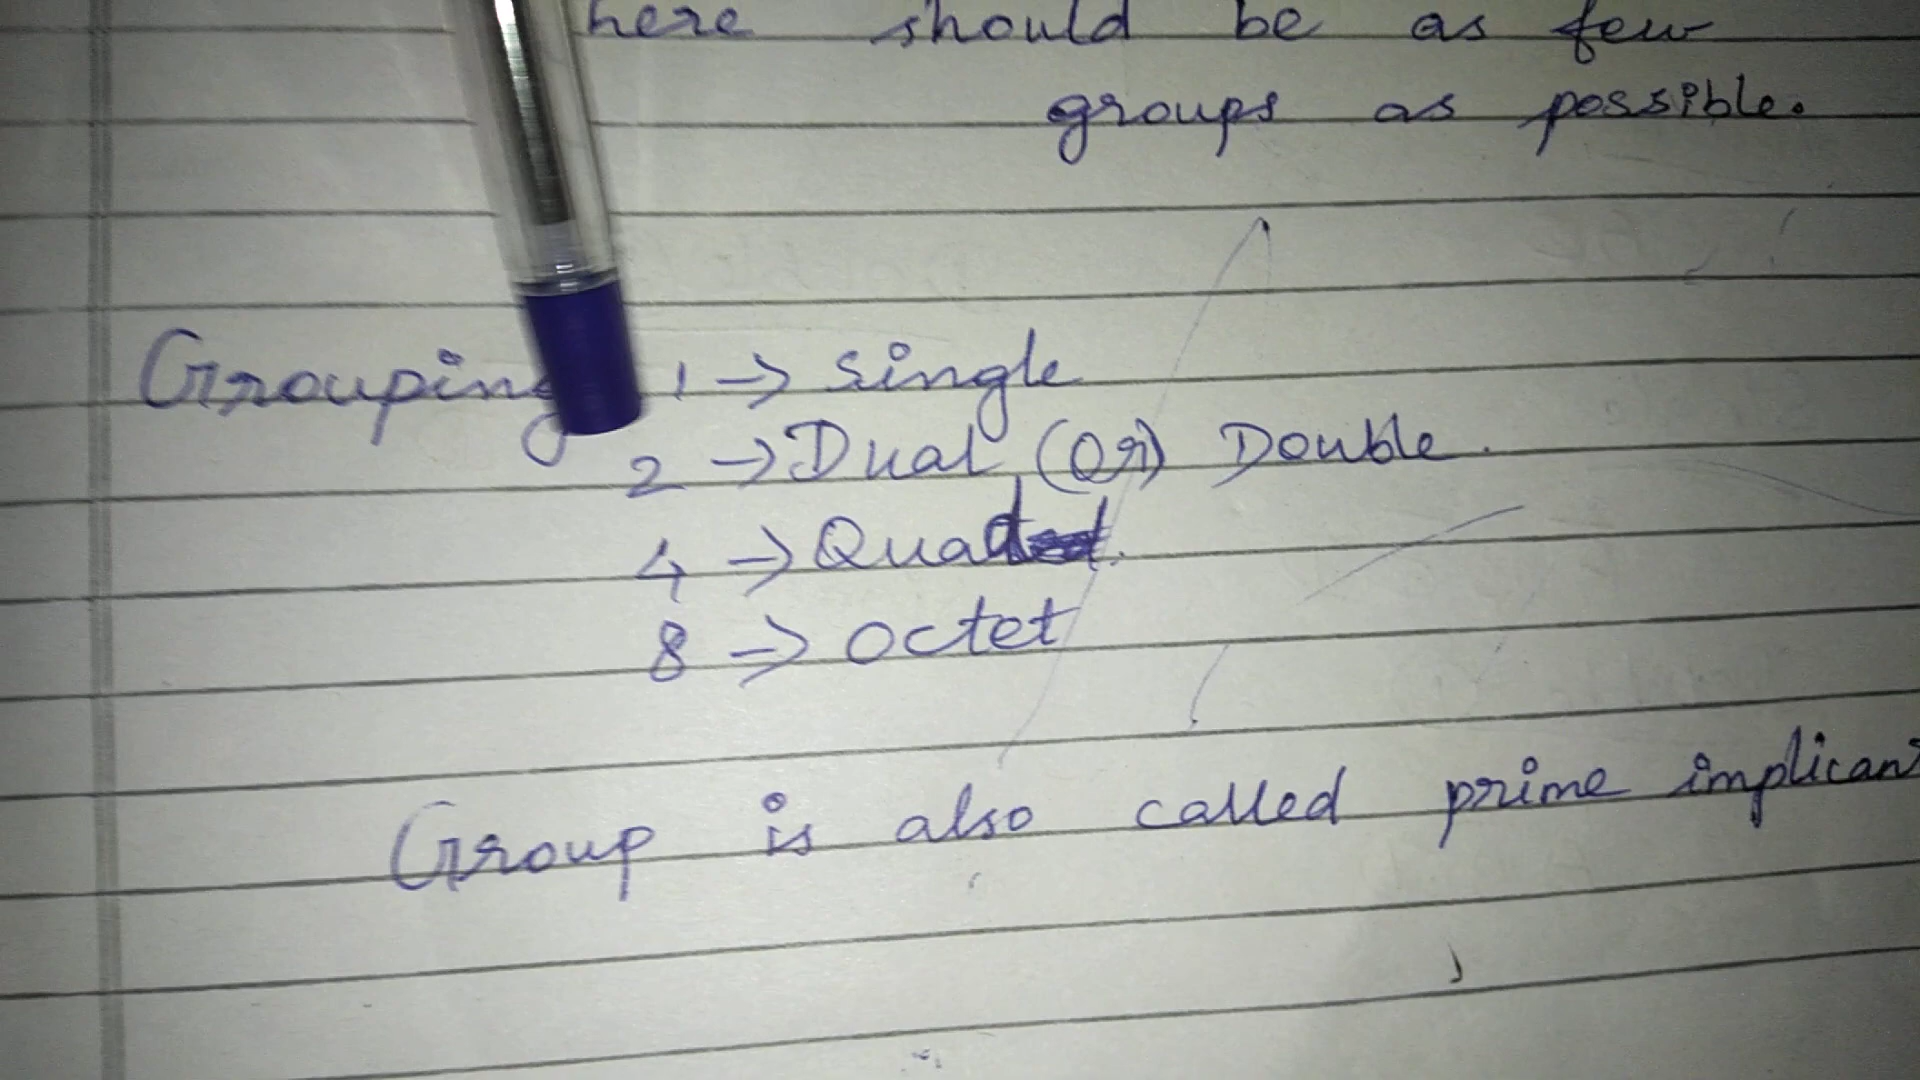 here should be as few
groups as possible.
Grouping 1 → Single
2 → Dual (Or) Double.
4 → Quad.
8 → Octet
Group is also called prime implicant